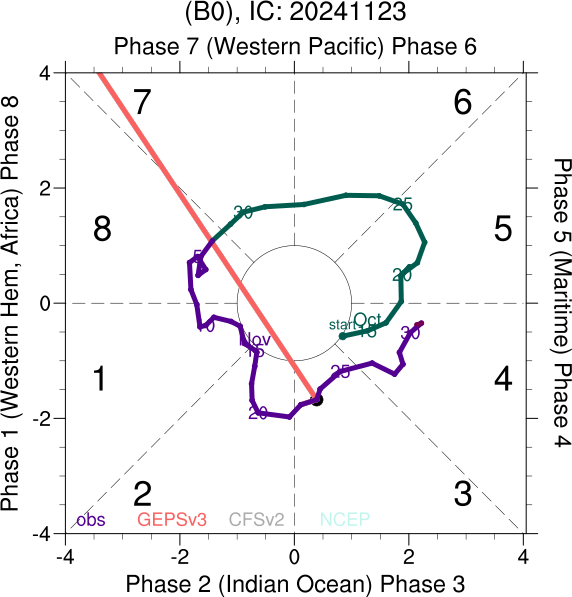 (B0), IC: 20241123
Phase 7 (Western Pacific) Phase 6
4
7
6
Phase 1 (Western Hem, Africa) Phase 8
Phase 5 (Maritime) Phase 4
30
25
2
8
5
5
20
start Oct
15
0
10
Nov
15
30
25
1
4
-2
20
2
3
obs
GEPSv3
CFSv2
NCEP
-4
-4
-2
0
2
4
Phase 2 (Indian Ocean) Phase 3